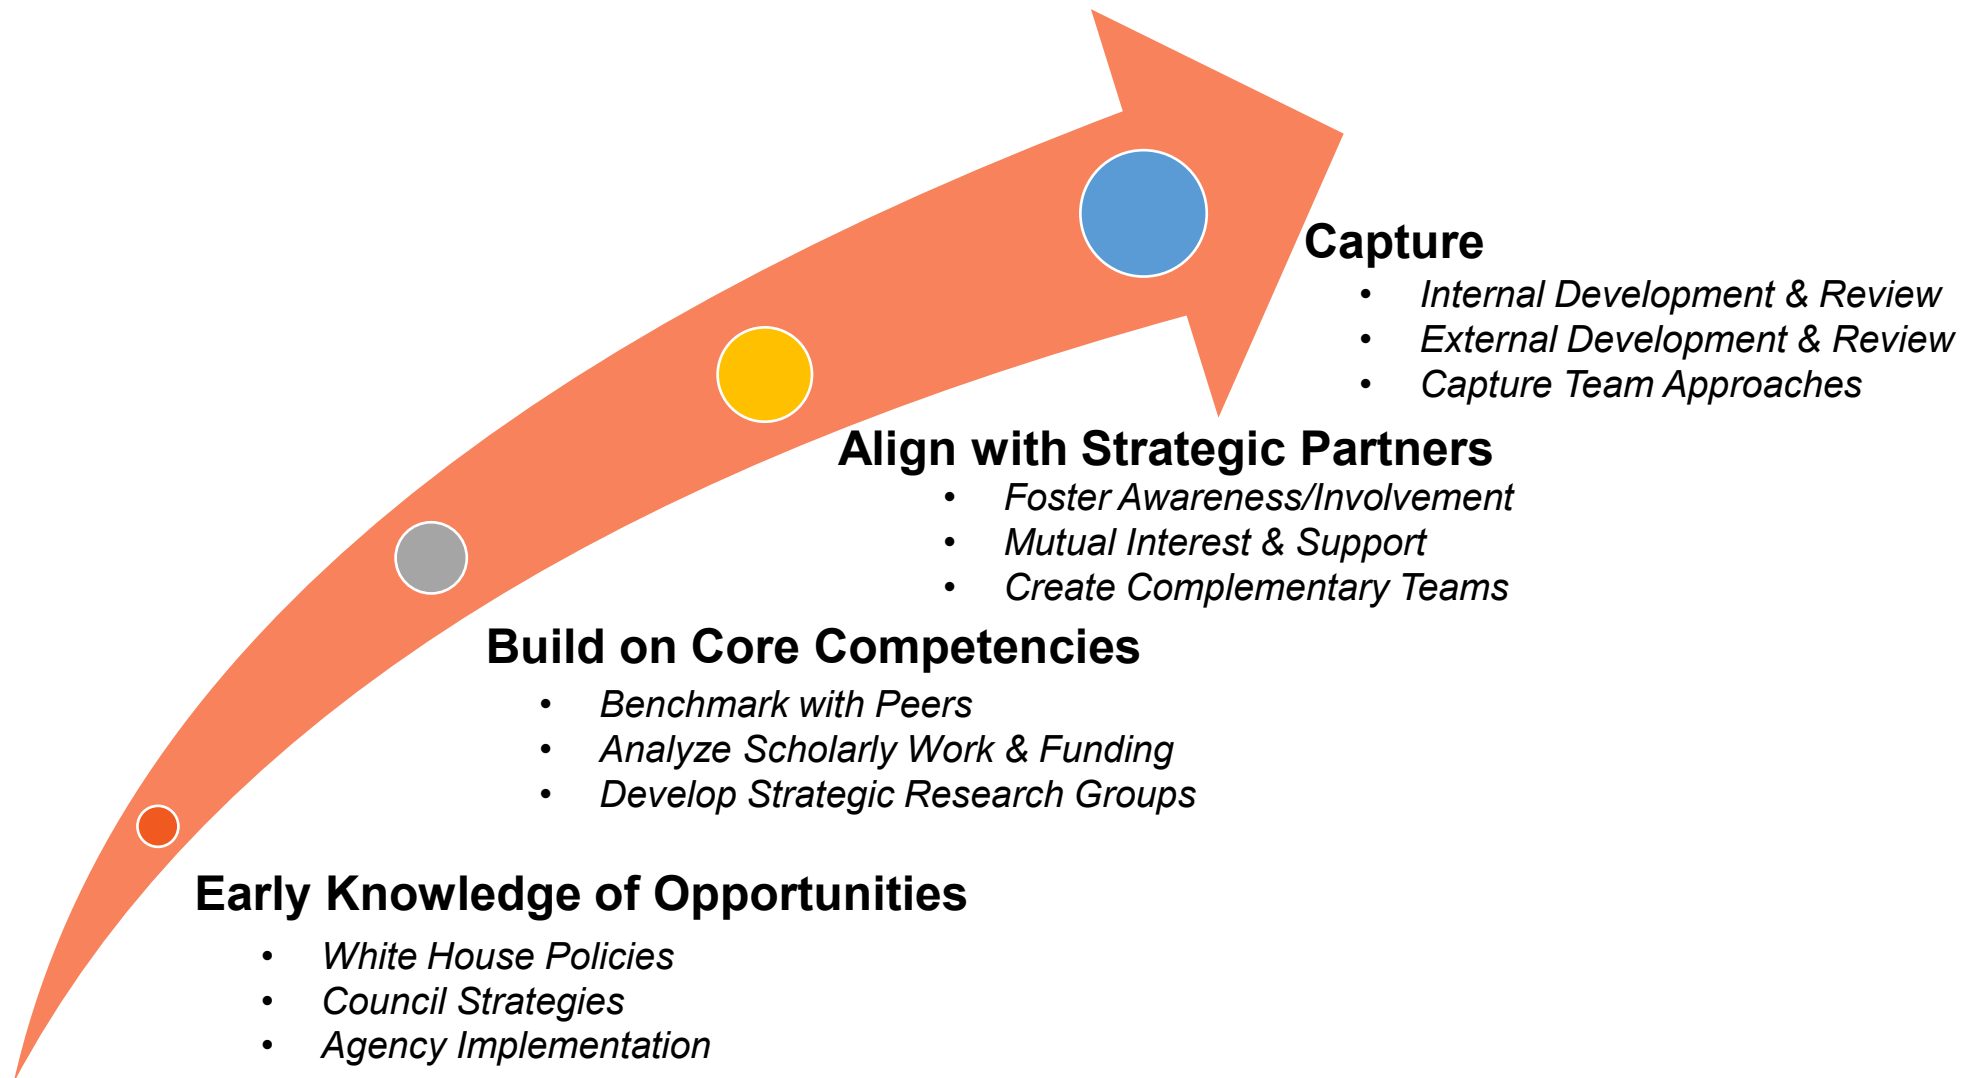 Capture
• Internal Development & Review
• External Development & Review
• Capture Team Approaches
Align with Strategic Partners
• Foster Awareness/Involvement
• Mutual Interest & Support
• Create Complementary Teams
Build on Core Competencies
• Benchmark with Peers
• Analyze Scholarly Work & Funding
• Develop Strategic Research Groups
Early Knowledge of Opportunities
• White House Policies
• Council Strategies
• Agency Implementation